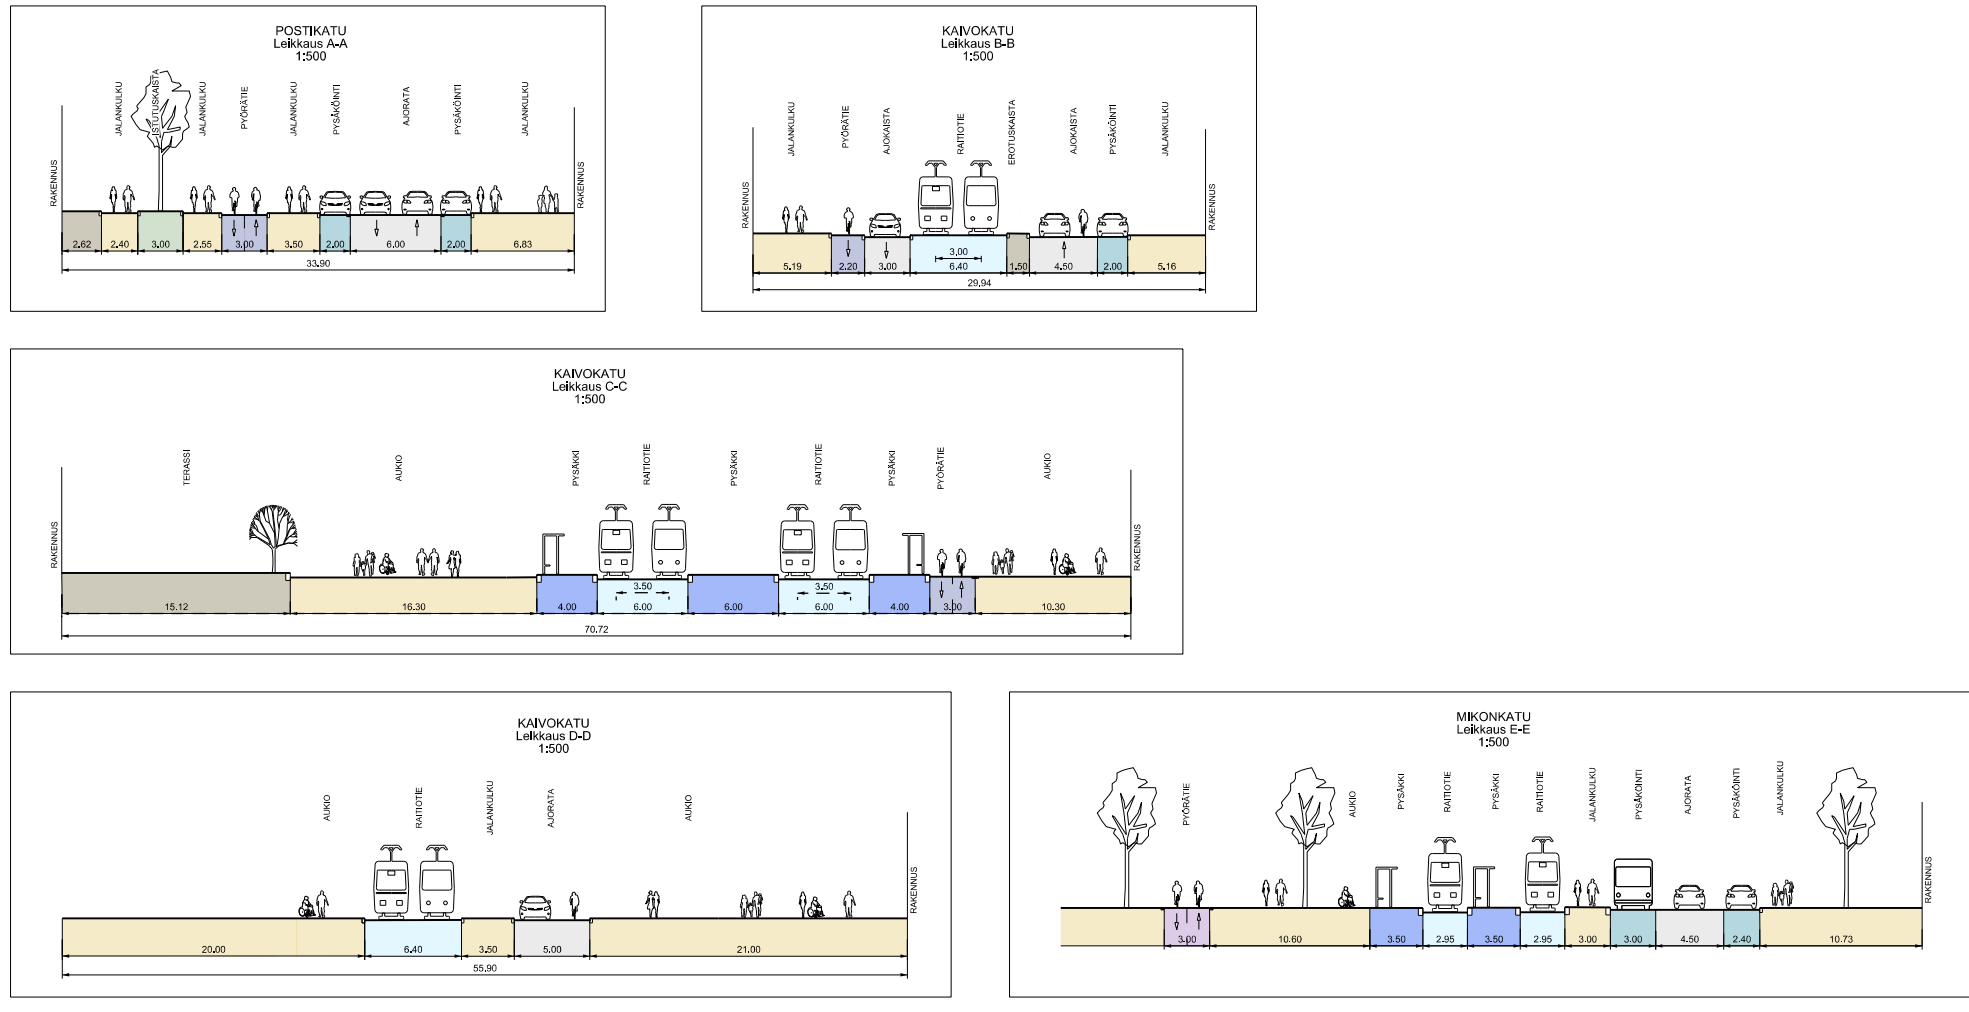 POSTIKATU
Leikkaus A-A
1:500
RAKENNUS
JALANKULKU
ISTUTUSKAISTA
JALANKULKU
PYÖRÄTIE
JALANKULKU
PYSÄKÖINTI
AJORATA
PYSÄKÖINTI
JALANKULKU
RAKENNUS
2.62 2.40 3.00 2.55 3.00 3.50 2.00 6.00 2.00 6.83
33.90
KAIVOKATU
Leikkaus B-B
1:500
RAKENNUS
JALANKULKU
PYÖRÄTIE
AJOKAISTA
RAITIOTIE
EROTUSKAISTA
AJOKAISTA
PYSÄKÖINTI
JALANKULKU
RAKENNUS
3.00
5.19 2.20 3.00 6.40 1.50 4.50 2.00 5.16
29.94
KAIVOKATU
Leikkaus C-C
1:500
RAKENNUS
TERASSI
AUKIO
PYSÄKKI
RAITIOTIE
PYSÄKKI
RAITIOTIE
PYSÄKKI
PYÖRÄTIE
AUKIO
RAKENNUS
3.50 3.50
15.12 16.30 4.00 6.00 6.00 6.00 4.00 3.00 10.30
70.72
KAIVOKATU
Leikkaus D-D
1:500
AUKIO
RAITIOTIE
JALANKULKU
AJORATA
AUKIO
RAKENNUS
20.00 6.40 3.50 5.00 21.00
55.90
MIKONKATU
Leikkaus E-E
1:500
PYÖRÄTIE
AUKIO
PYSÄKKI
RAITIOTIE
PYSÄKKI
RAITIOTIE
JALANKULKU
PYSÄKÖINTI
AJORATA
PYSÄKÖINTI
JALANKULKU
RAKENNUS
3.00 10.60 3.50 2.95 3.50 2.95 3.00 3.00 4.50 2.40 10.73